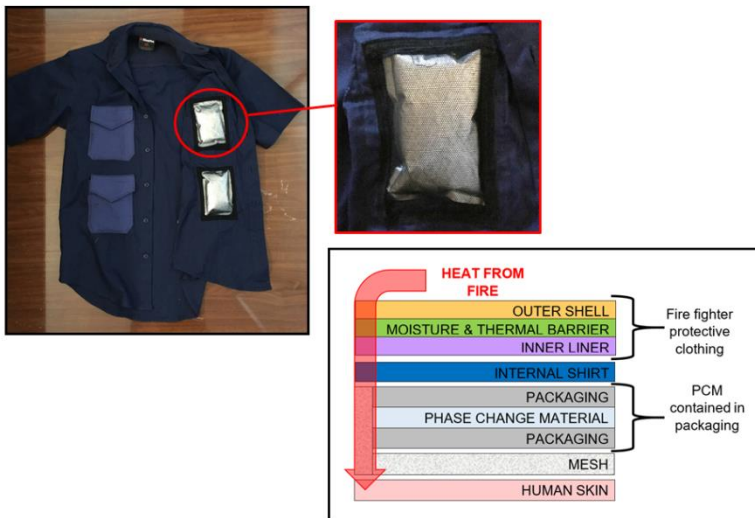 HEAT FROM
FIRE
OUTER SHELL
MOISTURE & THERMAL BARRIER
INNER LINER
Fire fighter
protective
clothing
INTERNAL SHIRT
PACKAGING
PHASE CHANGE MATERIAL
PACKAGING
PCM
contained in
packaging
MESH
HUMAN SKIN